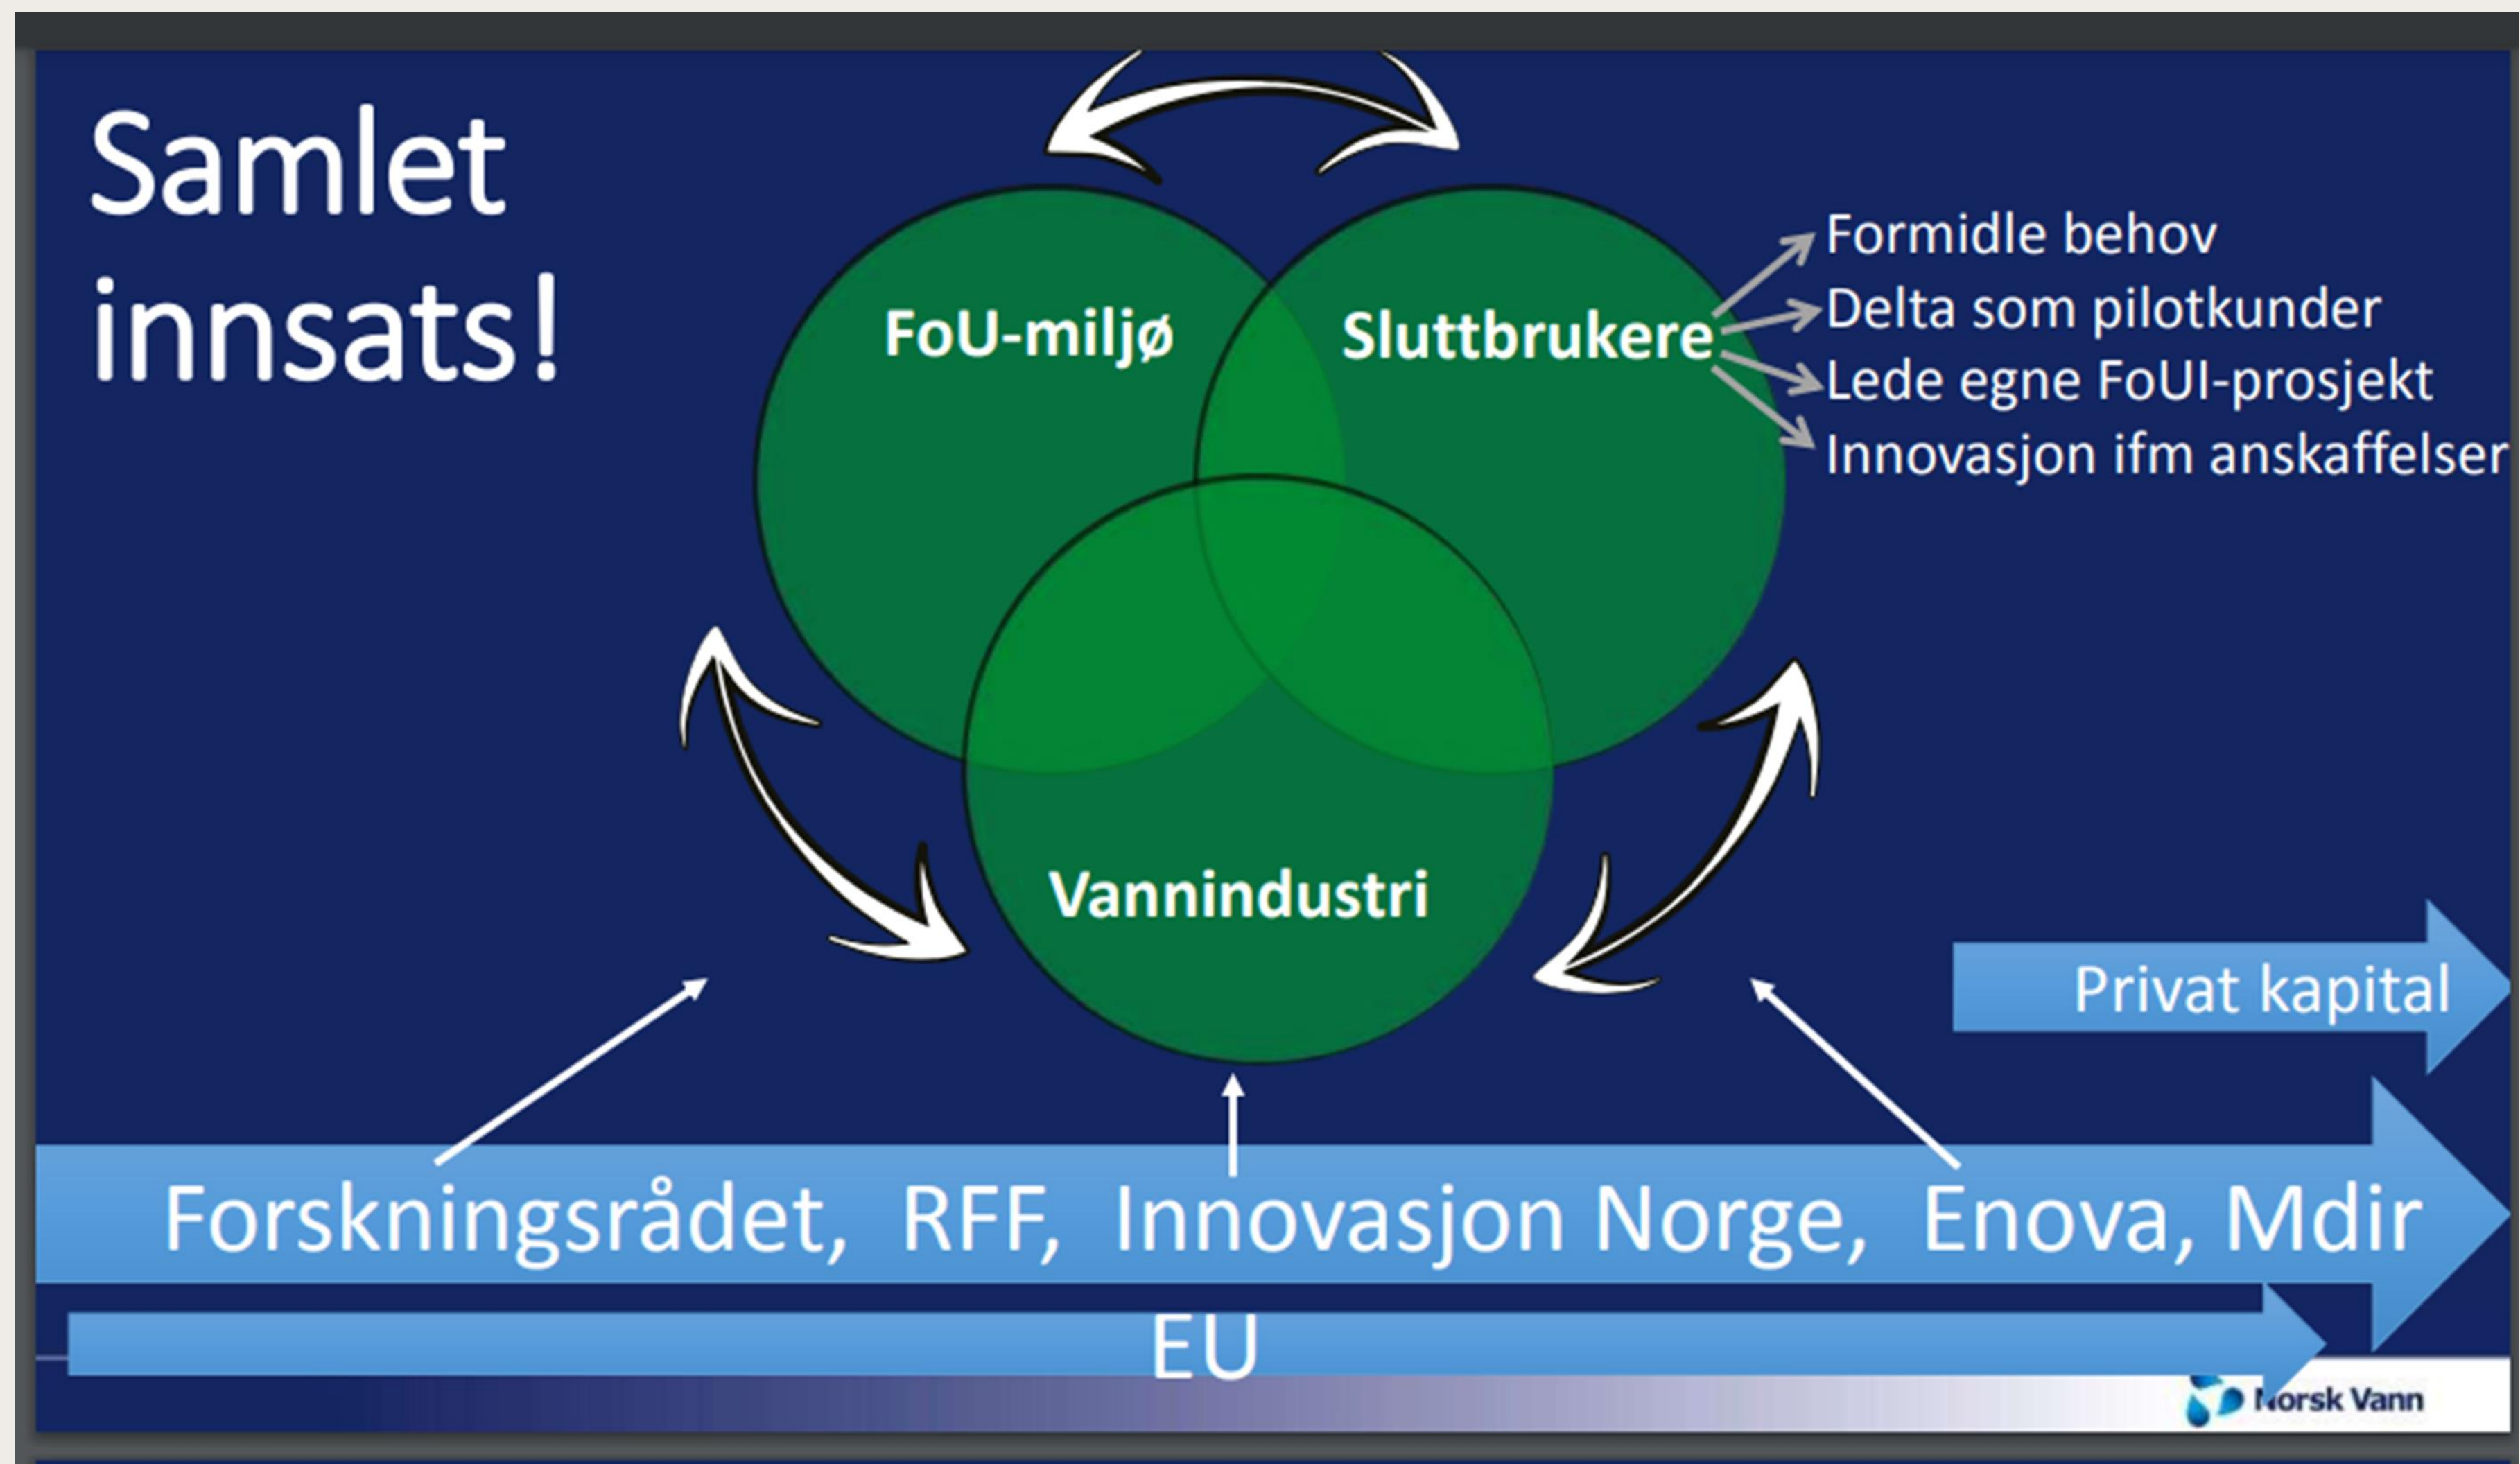 Samlet
innsats!
FoU-miljø
Sluttbrukere
Formidle behov
Delta som pilotkunder
Lede egne FoUI-prosjekt
Innovasjon ifm anskaffelser
Vannindustri
Privat kapital
Forskningsrådet, RFF, Innovasjon Norge, Enova, Mdir
EU
Norsk Vann